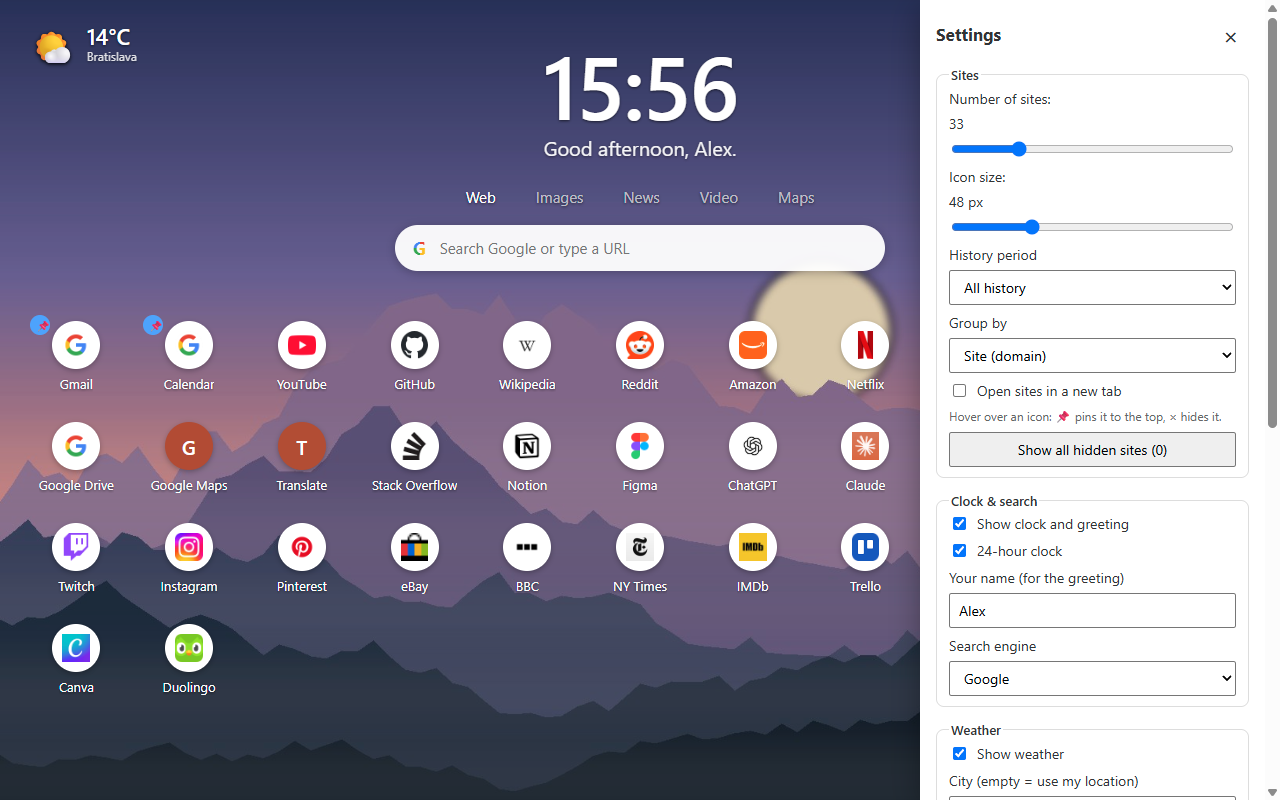 14°C
Bratislava
15:56
Good afternoon, Alex.
Web Images News Video Maps
G Search Google or type a URL
G G W N
Gmail Calendar YouTube GitHub Wikipedia Reddit Amazon Netflix
G G T N
Google Drive Google Maps Translate Stack Overflow Notion Figma ChatGPT Claude
IMDb
Twitch Instagram Pinterest eBay BBC NY Times IMDb Trello
C
Canva Duolingo
Settings
Sites
Number of sites:
33
Icon size:
48 px
History period
All history
Group by
Site (domain)
Open sites in a new tab
Hover over an icon: 📌 pins it to the top, × hides it.
Show all hidden sites (0)
Clock & search
Show clock and greeting
24-hour clock
Your name (for the greeting)
Alex
Search engine
Google
Weather
Show weather
City (empty = use my location)